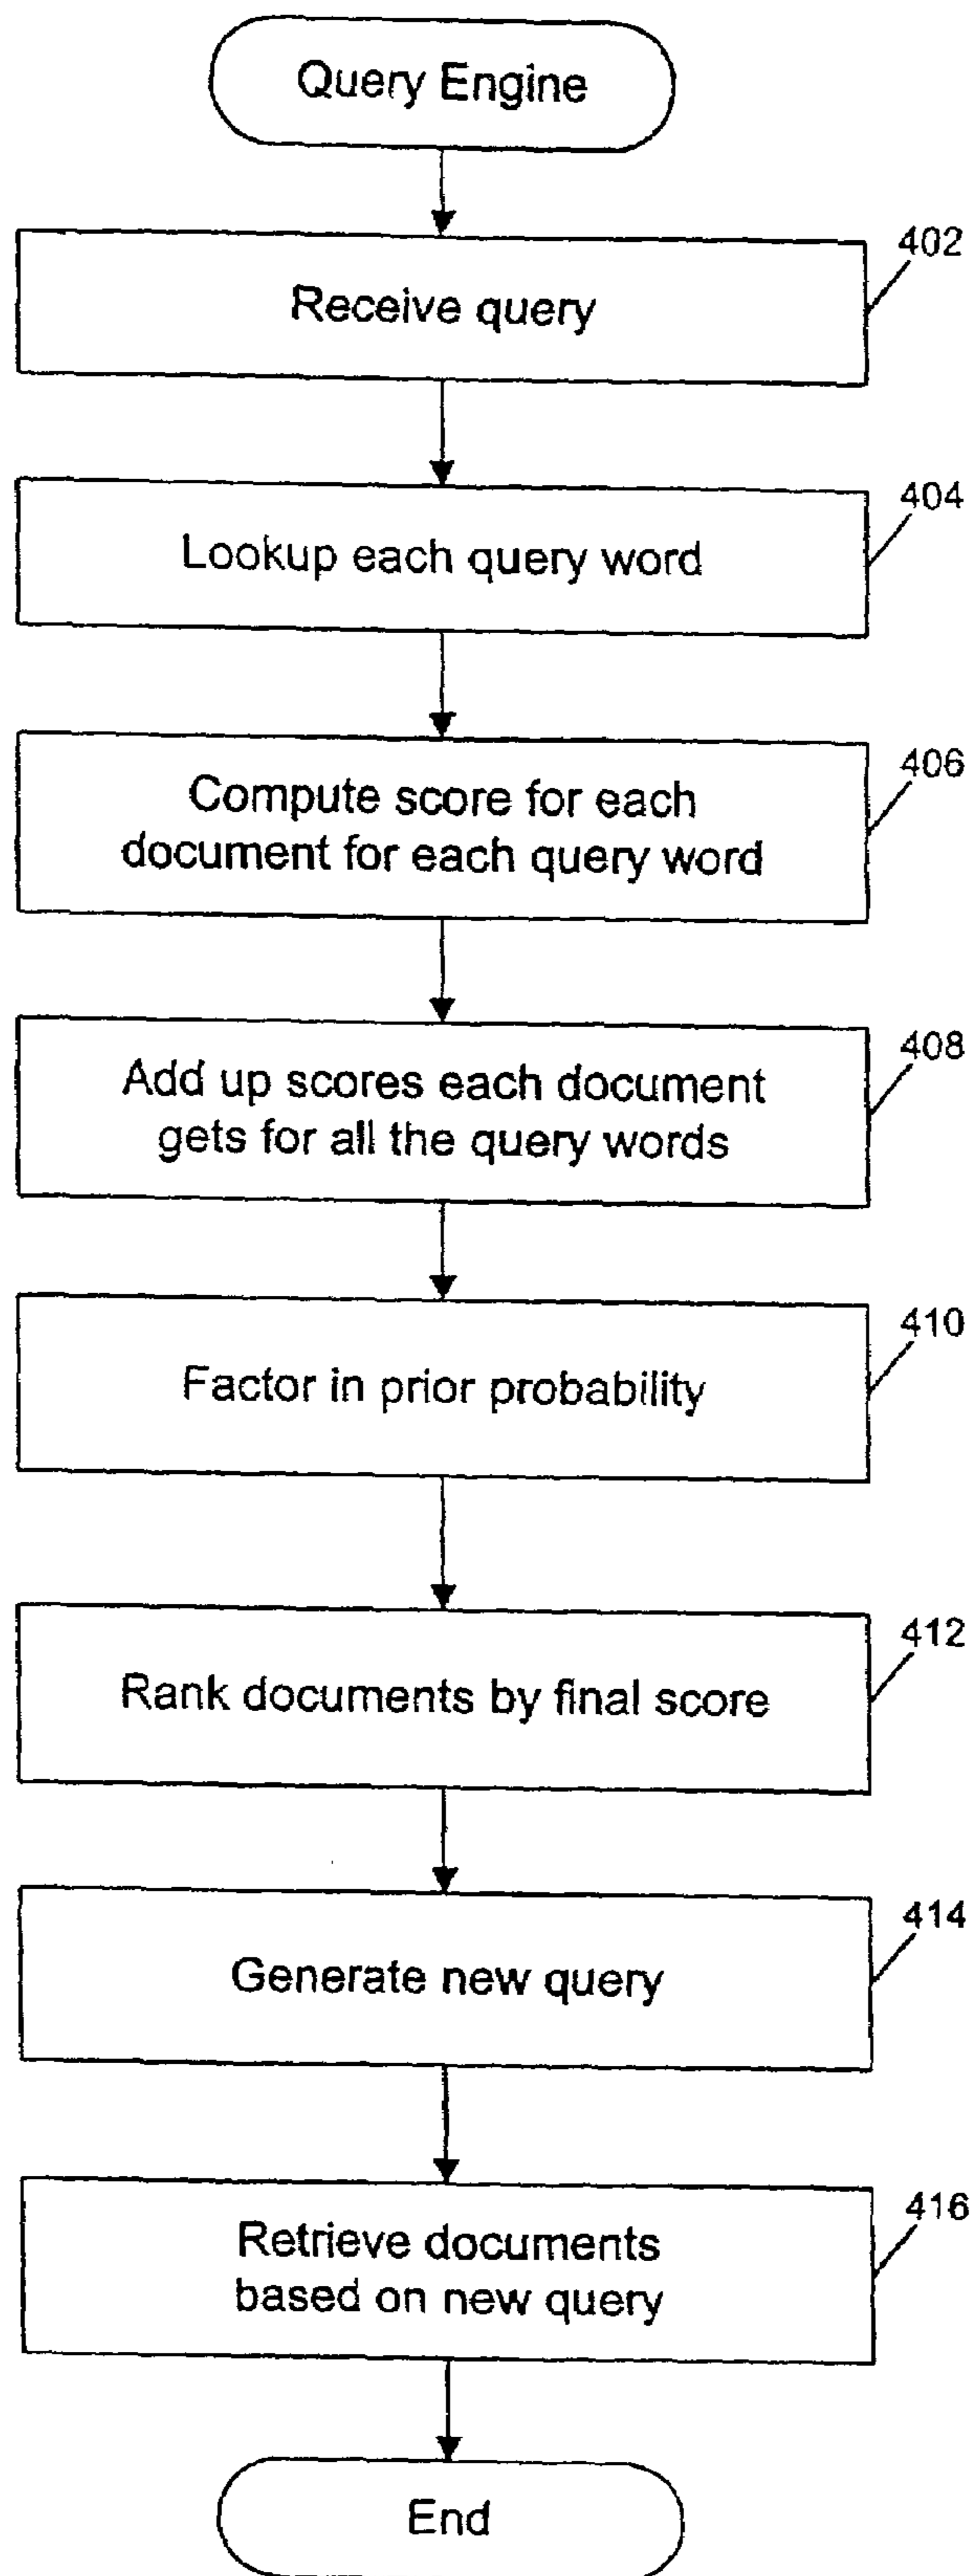 Query Engine
402
Receive query
404
Lookup each query word
406
Compute score for each
document for each query word
408
Add up scores each document
gets for all the query words
410
Factor in prior probability
412
Rank documents by final score
414
Generate new query
416
Retrieve documents
based on new query
End